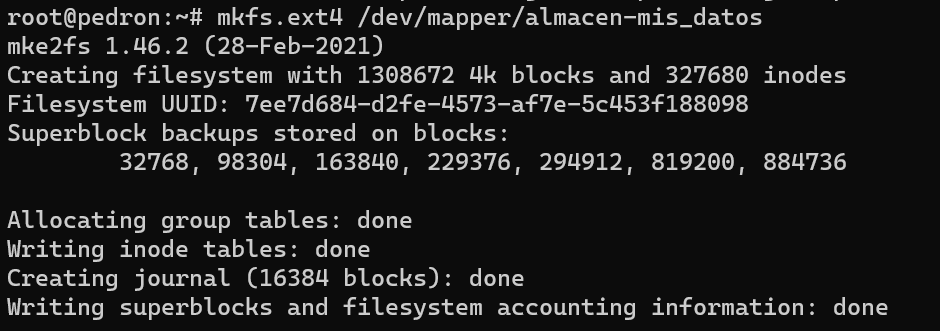 root@pedron:~# mkfs.ext4 /dev/mapper/almacen-mis_datos
mke2fs 1.46.2 (28-Feb-2021)
Creating filesystem with 1308672 4k blocks and 327680 inodes
Filesystem UUID: 7ee7d684-d2fe-4573-af7e-5c453f188098
Superblock backups stored on blocks:
        32768, 98304, 163840, 229376, 294912, 819200, 884736

Allocating group tables: done
Writing inode tables: done
Creating journal (16384 blocks): done
Writing superblocks and filesystem accounting information: done